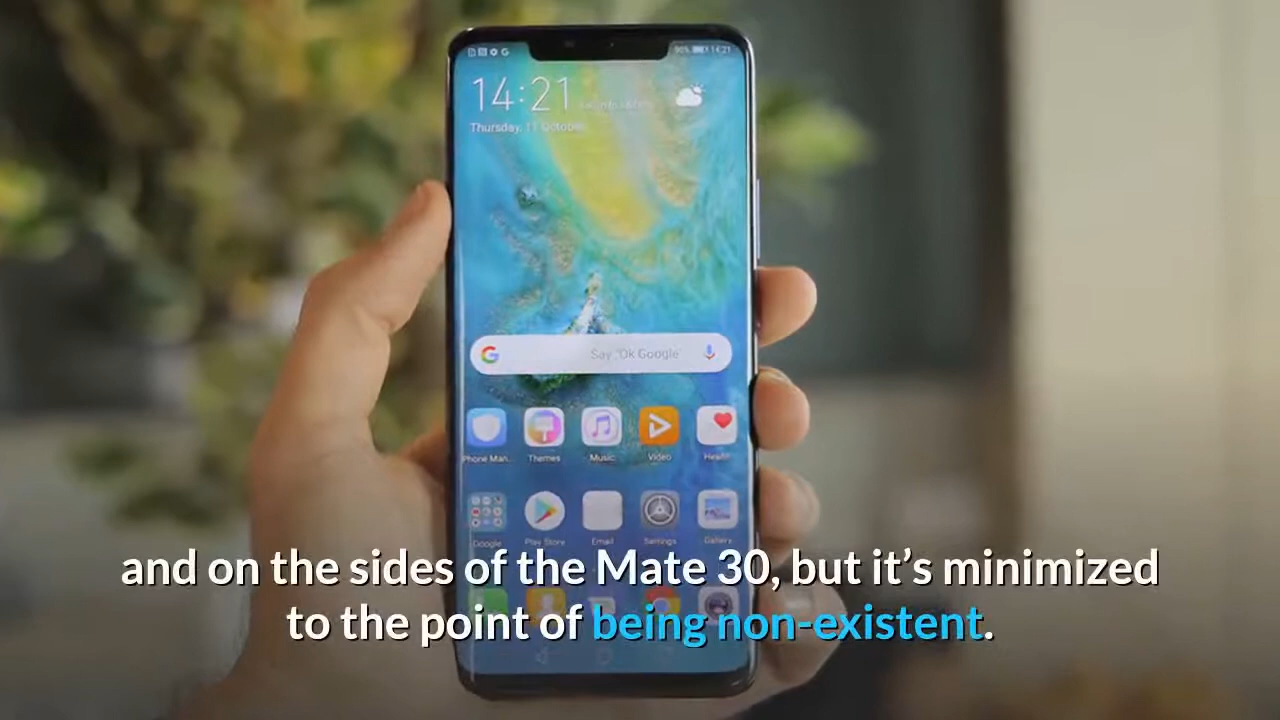 14:21
Thursday, 11 October
Say "Ok Google"
Phone Man.. Themes Music Video Health
Google Play Store Email Settings Gallery
and on the sides of the Mate 30, but it's minimized
to the point of being non-existent.